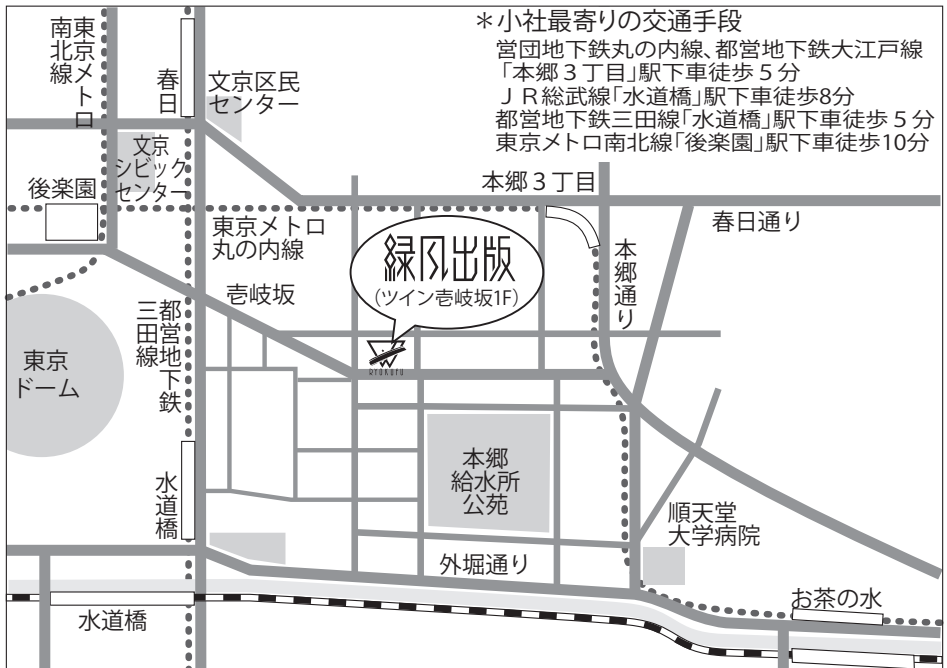 ＊小社最寄りの交通手段
営団地下鉄丸の内線、都営地下鉄大江戸線
「本郷３丁目」駅下車徒歩５分
ＪＲ総武線「水道橋」駅下車徒歩8分
都営地下鉄三田線「水道橋」駅下車徒歩５分
東京メトロ南北線「後楽園」駅下車徒歩10分
東京メトロ
南北線
春日
文京区民
センター
文京
シビック
センター
後楽園
本郷３丁目
春日通り
東京メトロ
丸の内線
緑風出版
(ツイン壱岐坂1F)
本郷通り
壱岐坂
都営地下鉄
三田線
RYOKUFU
東京
ドーム
本郷
給水所
公苑
水道橋
順天堂
大学病院
外堀通り
お茶の水
水道橋